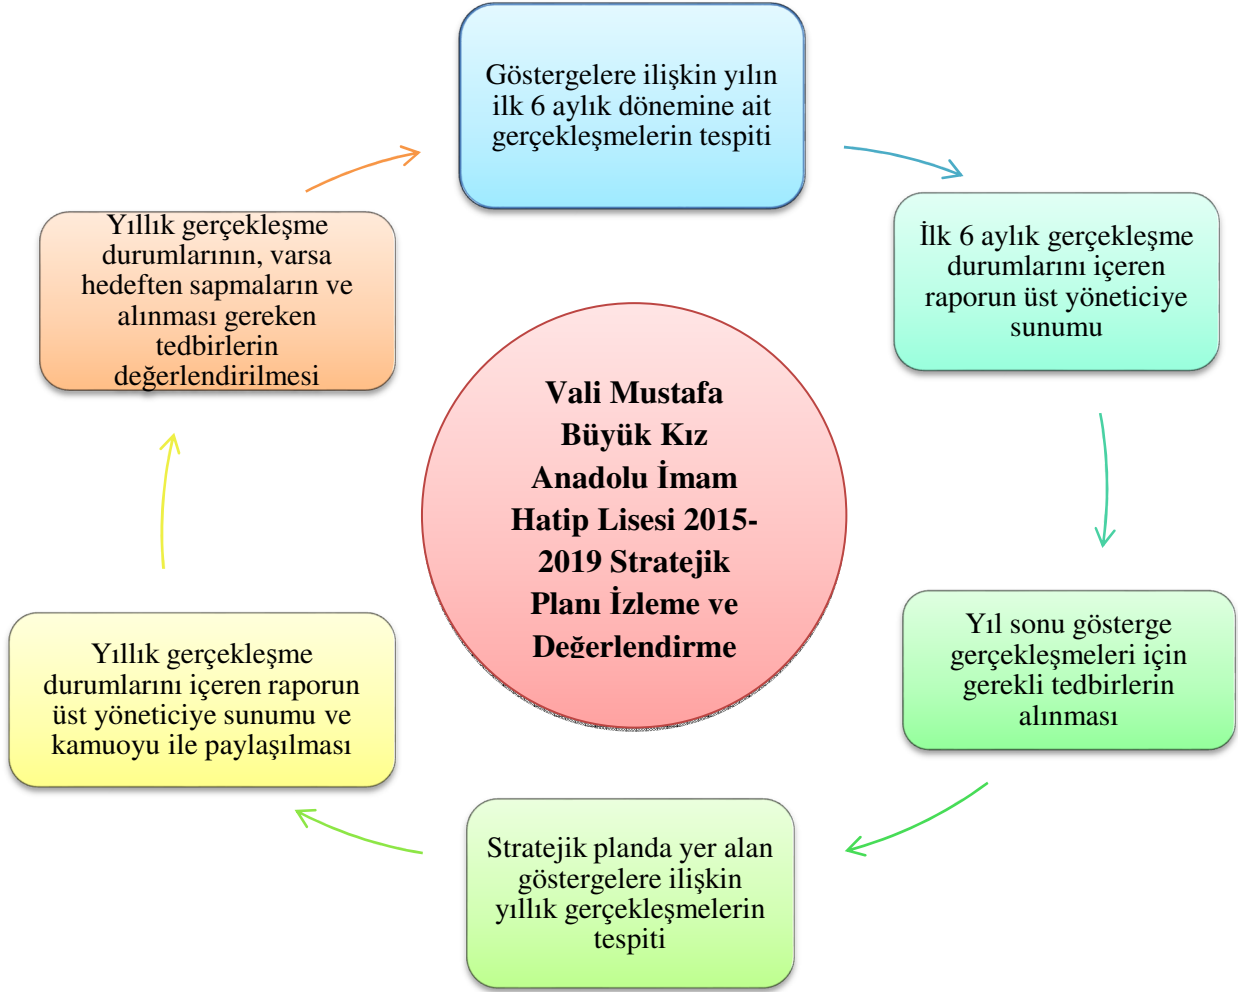 Göstergelere ilişkin yılın
ilk 6 aylık dönemine ait
gerçekleşmelerin tespiti
İlk 6 aylık gerçekleşme
durumlarını içeren
raporun üst yöneticiye
sunumu
Yıl sonu gösterge
gerçekleşmeleri için
gerekli tedbirlerin
alınması
Stratejik planda yer alan
göstergelere ilişkin
yıllık gerçekleşmelerin
tespiti
Yıllık gerçekleşme
durumlarını içeren raporun
üst yöneticiye sunumu ve
kamuoyu ile paylaşılması
Yıllık gerçekleşme
durumlarının, varsa
hedeften sapmaların ve
alınması gereken
tedbirlerin
değerlendirilmesi
Vali Mustafa
Büyük Kız
Anadolu İmam
Hatip Lisesi 2015-
2019 Stratejik
Planı İzleme ve
Değerlendirme